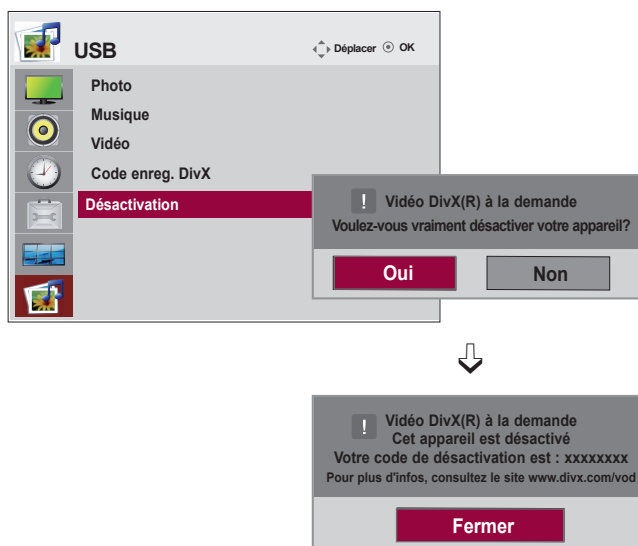 USB
Déplacer OK
Photo
Musique
Vidéo
Code enreg. DivX
Désactivation
! Vidéo DivX(R) à la demande
Voulez-vous vraiment désactiver votre appareil?
Oui Non
! Vidéo DivX(R) à la demande
Cet appareil est désactivé
Votre code de désactivation est : xxxxxxxx
Pour plus d'infos, consultez le site www.divx.com/vod
Fermer